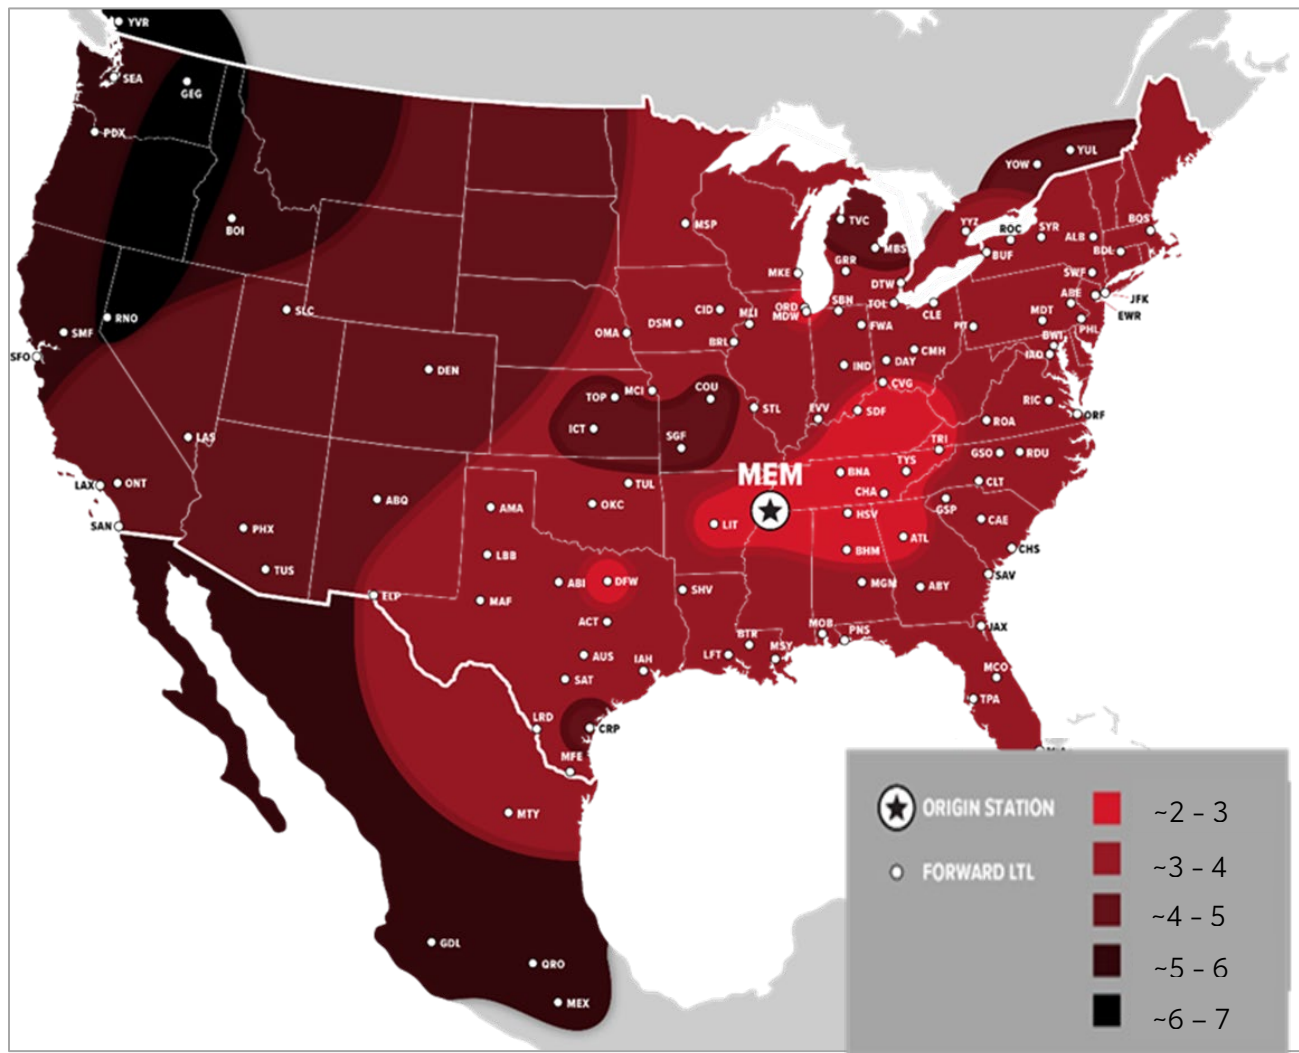 YVR
SEA
GEG
PDX
YUL
YOW
BOI
TVC
MBS
MSP
YYZ
ROC
SYR
ALB
BOS
BUF
BDL
GRR
MKE
DTW
SWF
RNO
SLC
SMF
CID
DSM
MLI
ORD
MDW
SBN
TOL
CLE
ABE
JFK
EWR
OMA
FWA
PIT
MDT
PHL
BRL
BWI
IAD
SFO
DEN
IND
DAY
CMH
CVG
TOP
MCI
COU
STL
EVV
SDF
RIC
ORF
ROA
LAS
ICT
SGF
TRI
GSO
RDU
MEM
BNA
TYS
LAX
ONT
TUL
CHA
CLT
ABQ
AMA
OKC
HSV
GSP
CAE
SAN
PHX
LIT
ATL
LBB
BHM
CHS
TUS
ABI
DFW
SHV
MGM
ABY
SAV
ELP
MAF
ACT
MOB
PNS
JAX
BTR
MSY
LFT
AUS
IAH
SAT
MCO
TPA
LRD
CRP
MFE
MTY
GDL
QRO
MEX
ORIGIN STATION
FORWARD LTL
~2 – 3
~3 – 4
~4 – 5
~5 – 6
~6 – 7